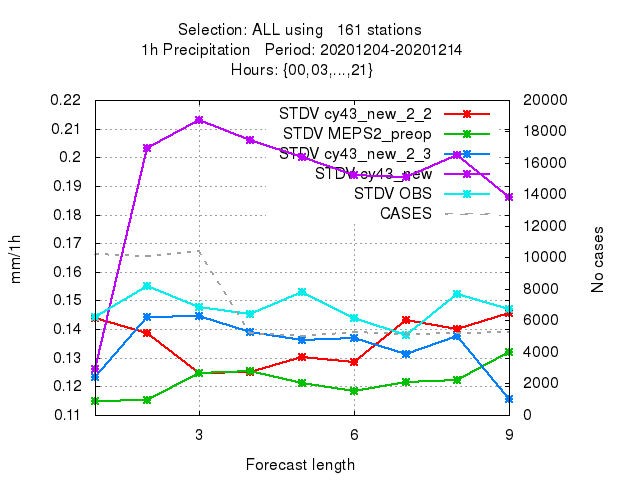 Selection: ALL using   161 stations
1h Precipitation   Period: 20201204-20201214
Hours: {00,03,...,21}
0.22
0.21
0.2
0.19
0.18
0.17
0.16
0.15
0.14
0.13
0.12
0.11
mm/1h
STDV cy43_new_2_2
STDV MEPS2_preop
STDV cy43_new_2_3
STDV cy43_new
STDV OBS
CASES
20000
18000
16000
14000
12000
10000
8000
6000
4000
2000
0
No cases
3
6
9
Forecast length